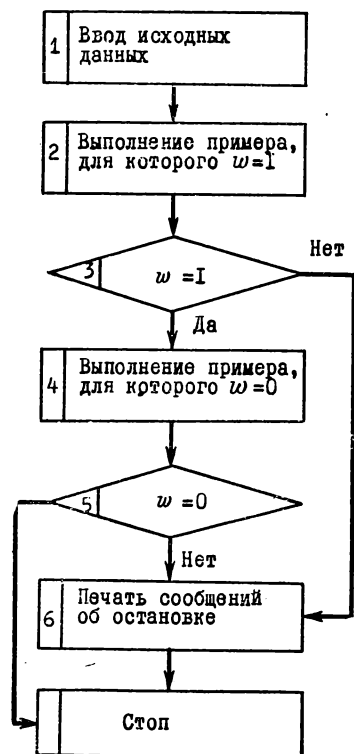 1 Ввод исходных
данных
2 Выполнение примера,
для которого w=1
3 w=I
Нет
Да
4 Выполнение примера,
для которого w=0
5 w=0
Нет
6 Печать сообщений
об остановке
Стоп